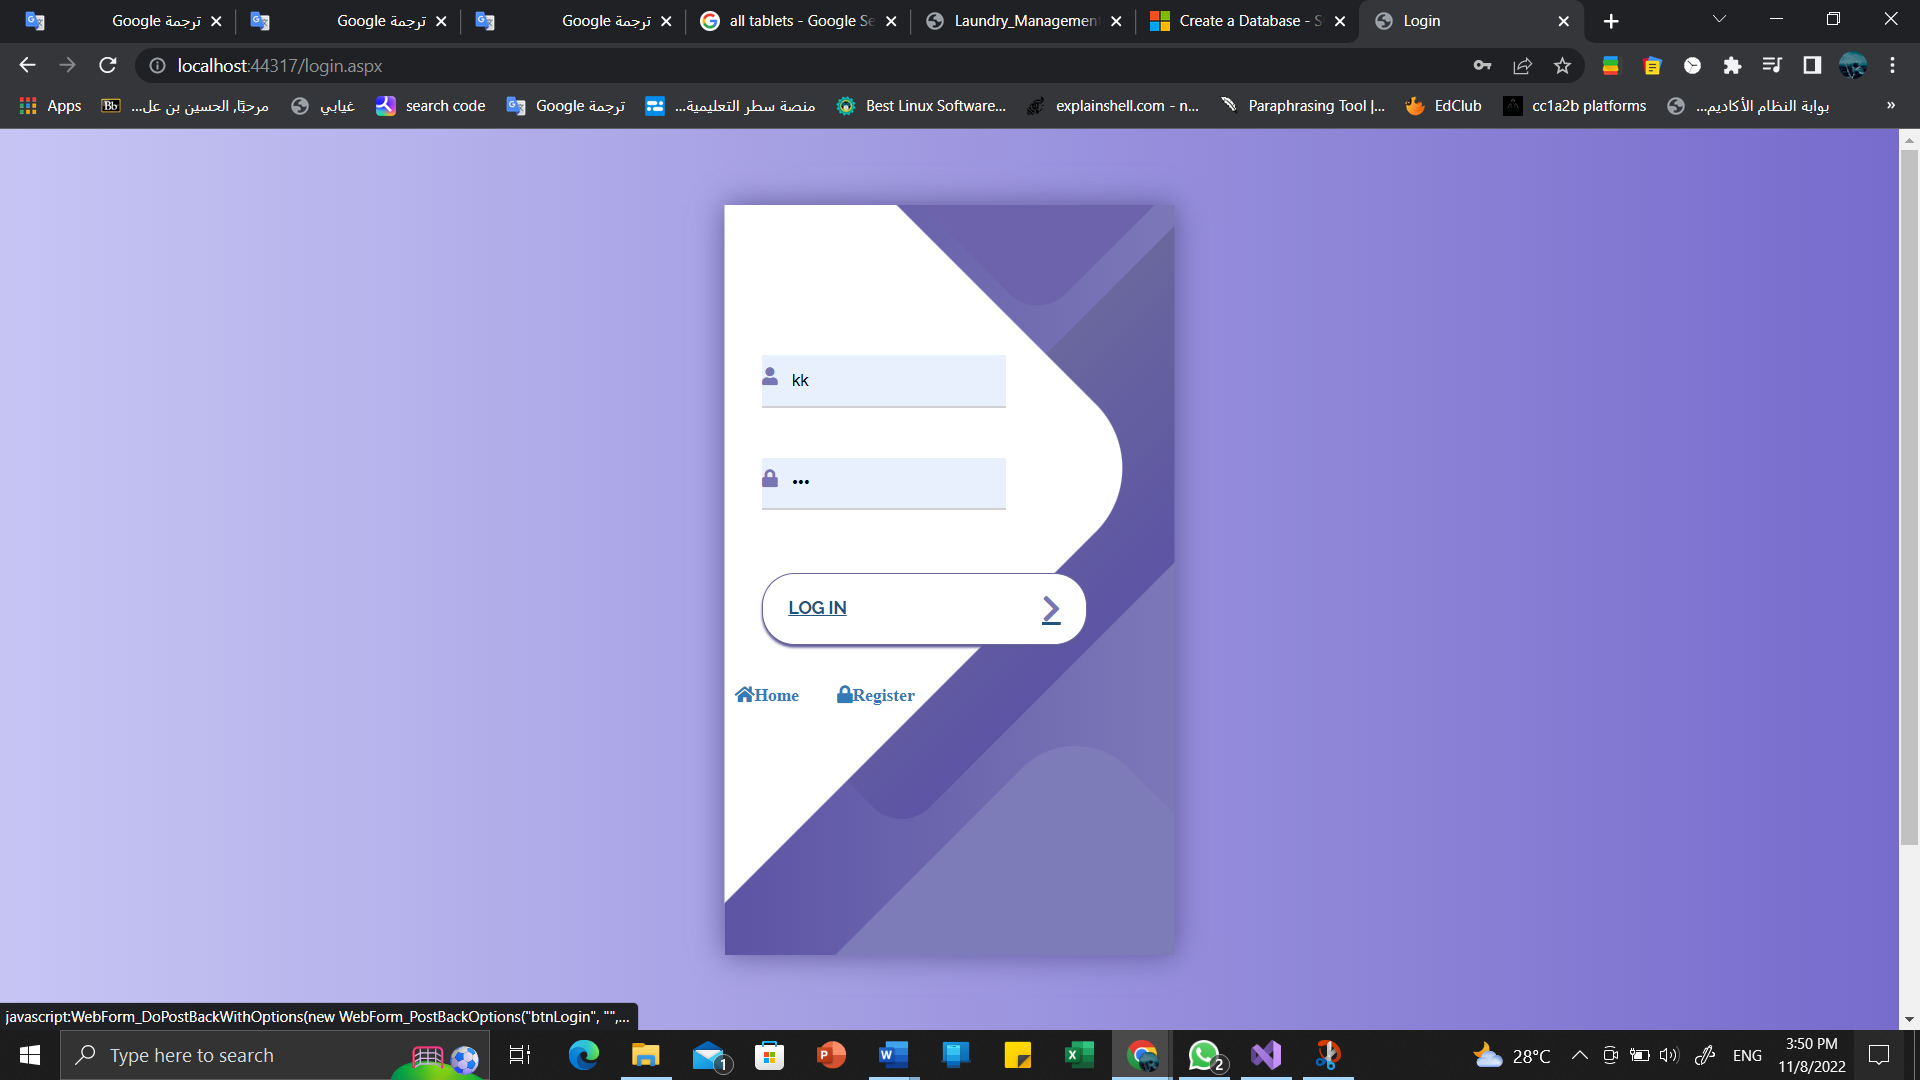 ترجمة Google
ترجمة Google
ترجمة Google
all tablets - Google Se
Laundry_Managemen
Create a Database - S
Login
localhost:44317/login.aspx
Apps
Bb
مرحبًا, الحسين بن عل...
غيابي
search code
ترجمة Google
منصة سطر التعليمية...
Best Linux Software...
explainshell.com - n...
Paraphrasing Tool |...
EdClub
cc1a2b platforms
بوابة النظام الأكاديم...
»
kk
•••
LOG IN
Home
Register
javascript:WebForm_DoPostBackWithOptions(new WebForm_PostBackOptions("btnLogin", "",...
Type here to search
1
2
28°C
ENG
3:50 PM
11/8/2022